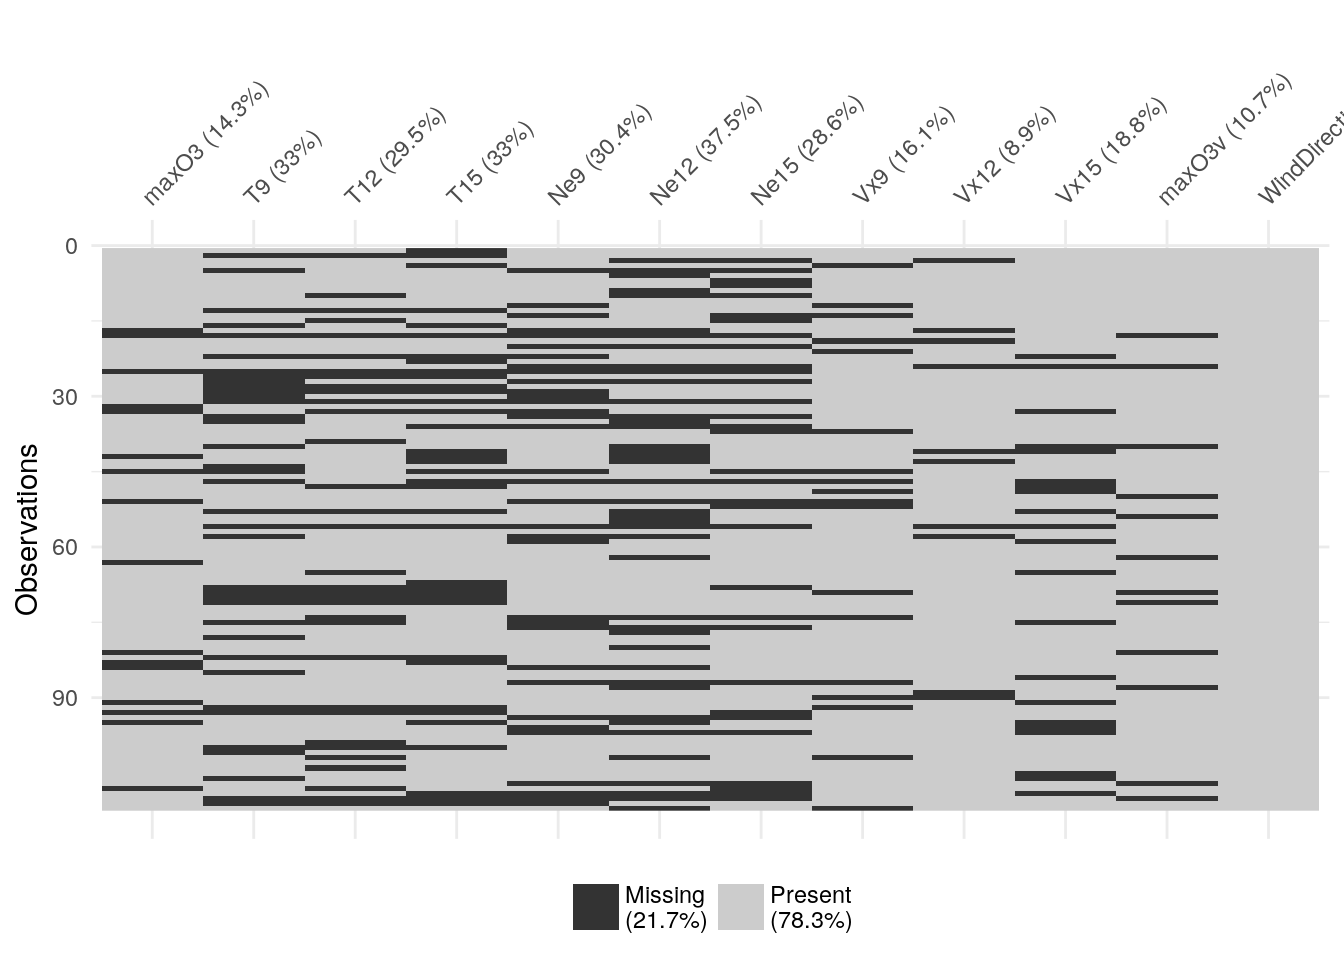 maxO3 (14.3%)
T9 (33%)
T12 (29.5%)
T15 (33%)
Ne9 (30.4%)
Ne12 (37.5%)
Ne15 (28.6%)
Vx9 (16.1%)
Vx12 (8.9%)
Vx15 (18.8%)
maxO3v (10.7%)
WindDirecti
0
30
60
90
Observations
Missing
(21.7%)
Present
(78.3%)